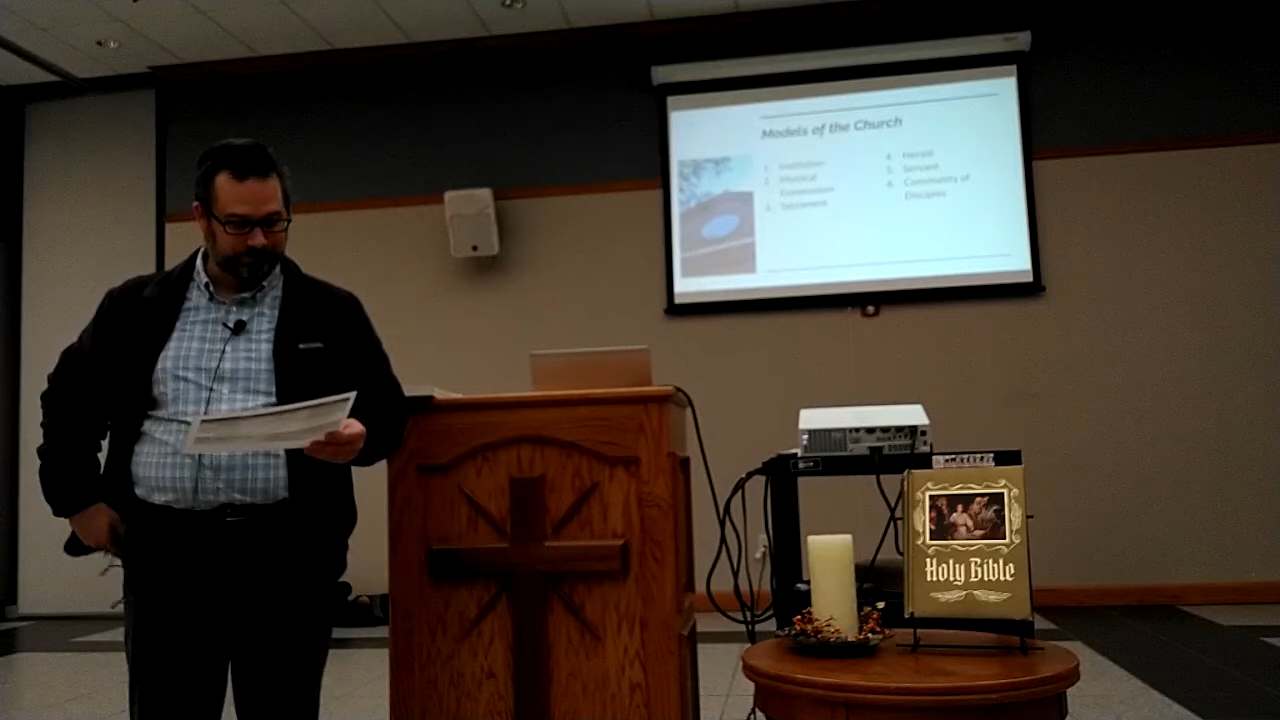 Models of the Church
1. Institution
2. Mystical
Communion
3. Sacrament
4. Herald
5. Servant
6. Community of
Disciples
Holy Bible